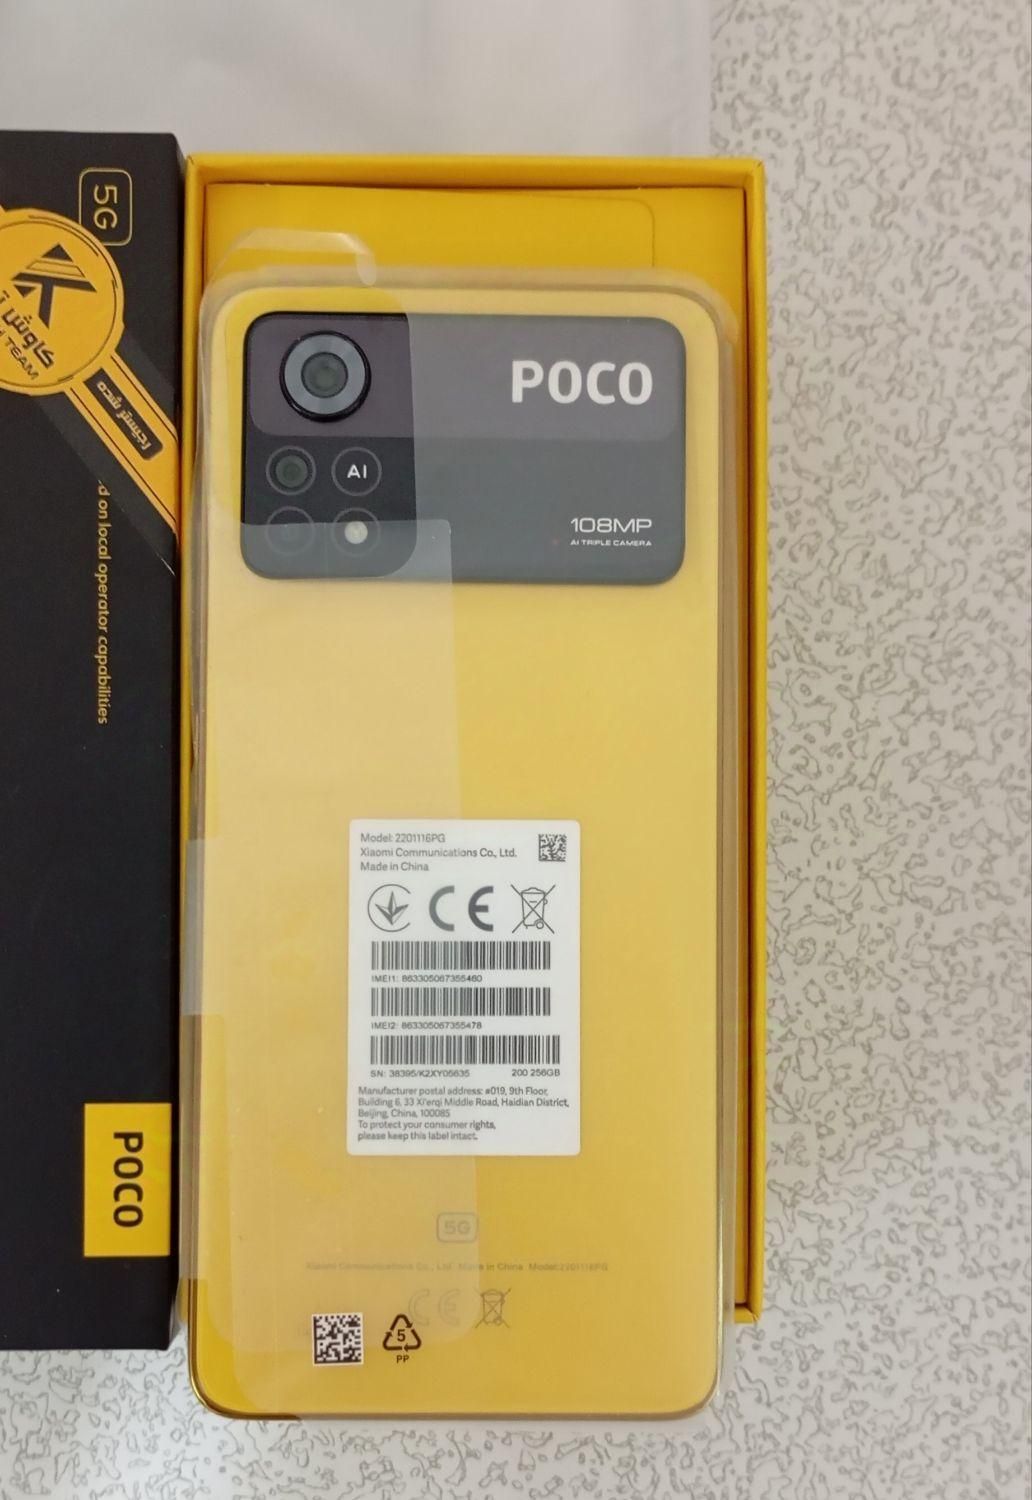 5G
کاوش
TEAM
رجیستر شده
d on local operator capabilities
POCO
POCO
AI
108MP
AI TRIPLE CAMERA
Model: 2201116PG
Xiaomi Communications Co., Ltd.
Made in China
CE
IMEI1: 863305067355460
IMEI2: 863305067355478
SN: 38395/K2XY05635 200 256GB
Manufacturer postal address: #019, 9th Floor,
Building 6, 33 Xi'erqi Middle Road, Haidian District,
Beijing, China, 100085
To protect your consumer rights,
please keep this label intact.
5G
Xiaomi Communications Co., Ltd. Made in China Model:2201116PG
CE
5
PP